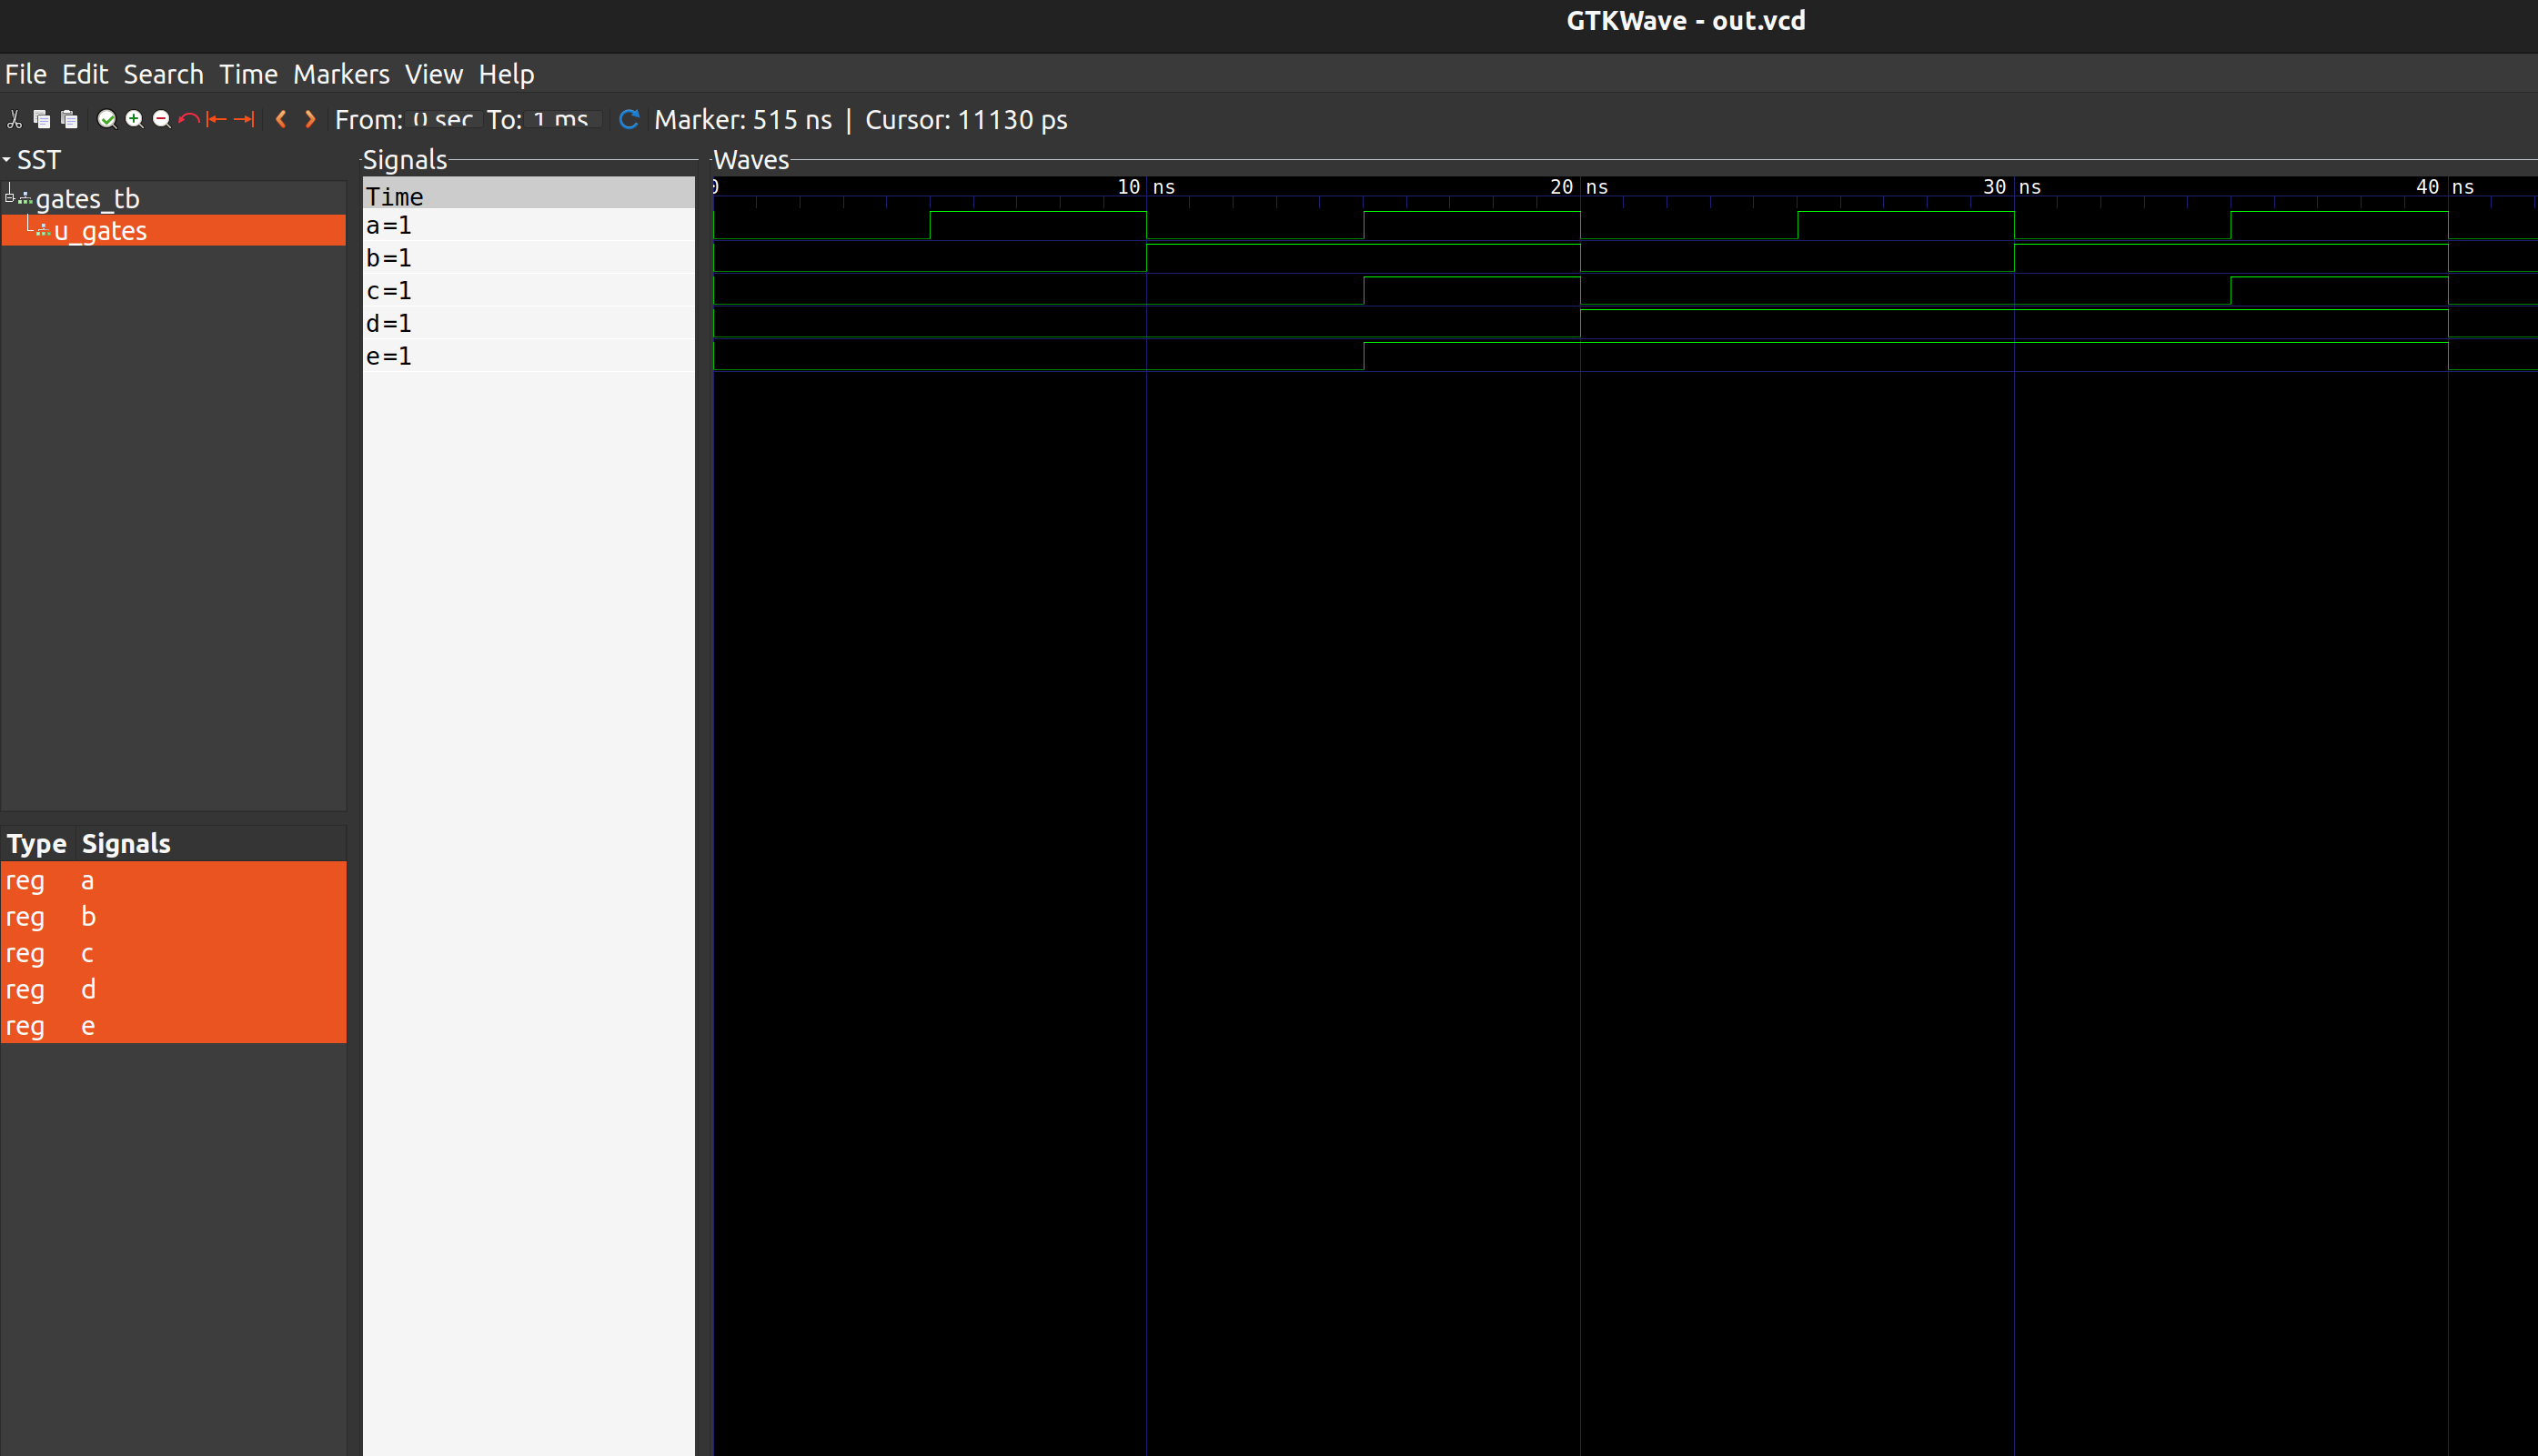 GTKWave - out.vcd
File Edit Search Time Markers View Help
From: 0 sec To: 1 ms Marker: 515 ns | Cursor: 11130 ps
SST
gates_tb
u_gates
Type Signals
reg a
reg b
reg c
reg d
reg e
Signals
Time
a=1
b=1
c=1
d=1
e=1
Waves
0 10 ns 20 ns 30 ns 40 ns